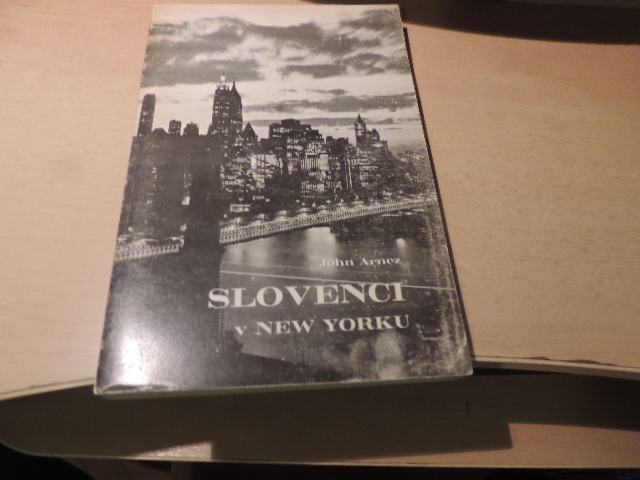 John Arnez
SLOVENCI
v NEW YORKU